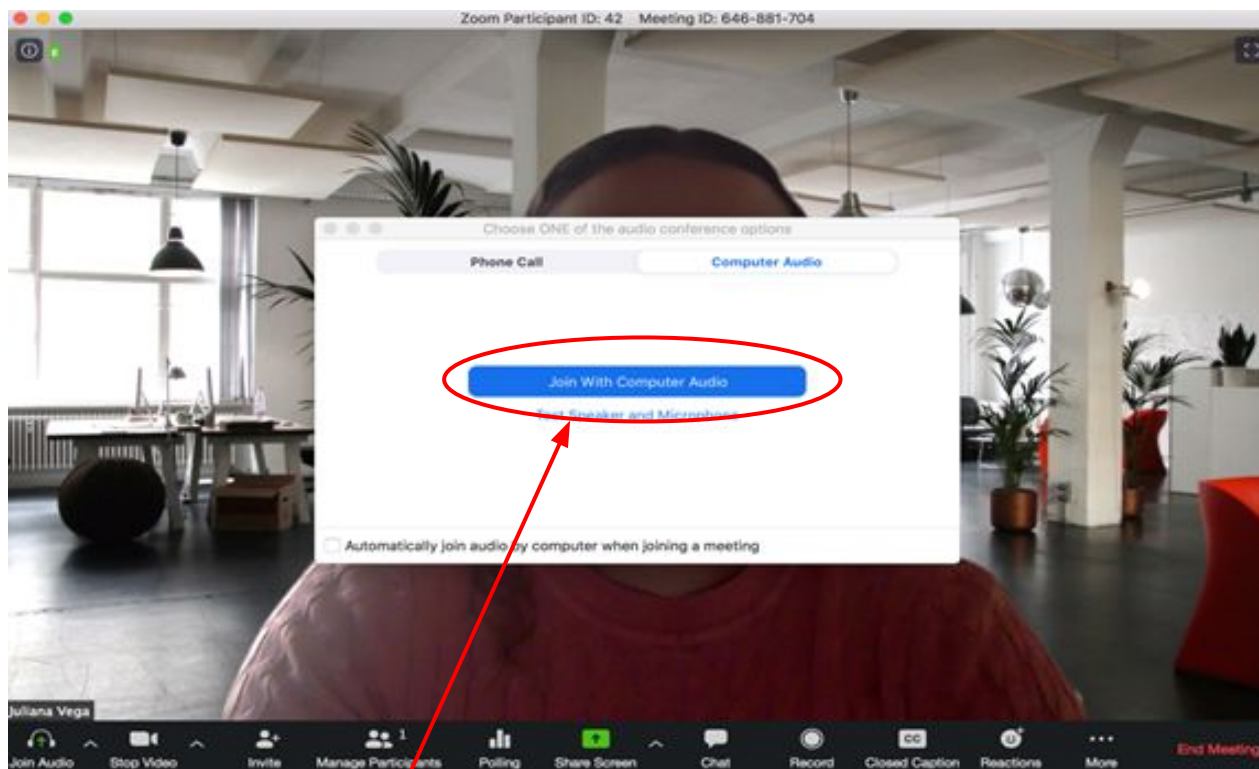 Zoom Participant ID: 42 Meeting ID: 646-881-704
Choose ONE of the audio conference options
Phone Call
Computer Audio
Join With Computer Audio
Test Speaker and Microphone
Automatically join audio by computer when joining a meeting
Juliana Vega
1
Join Audio
Stop Video
Invite
Manage Participants
Polling
Share Screen
Chat
CC
Record
Closed Caption
Reactions
More
End Meeting